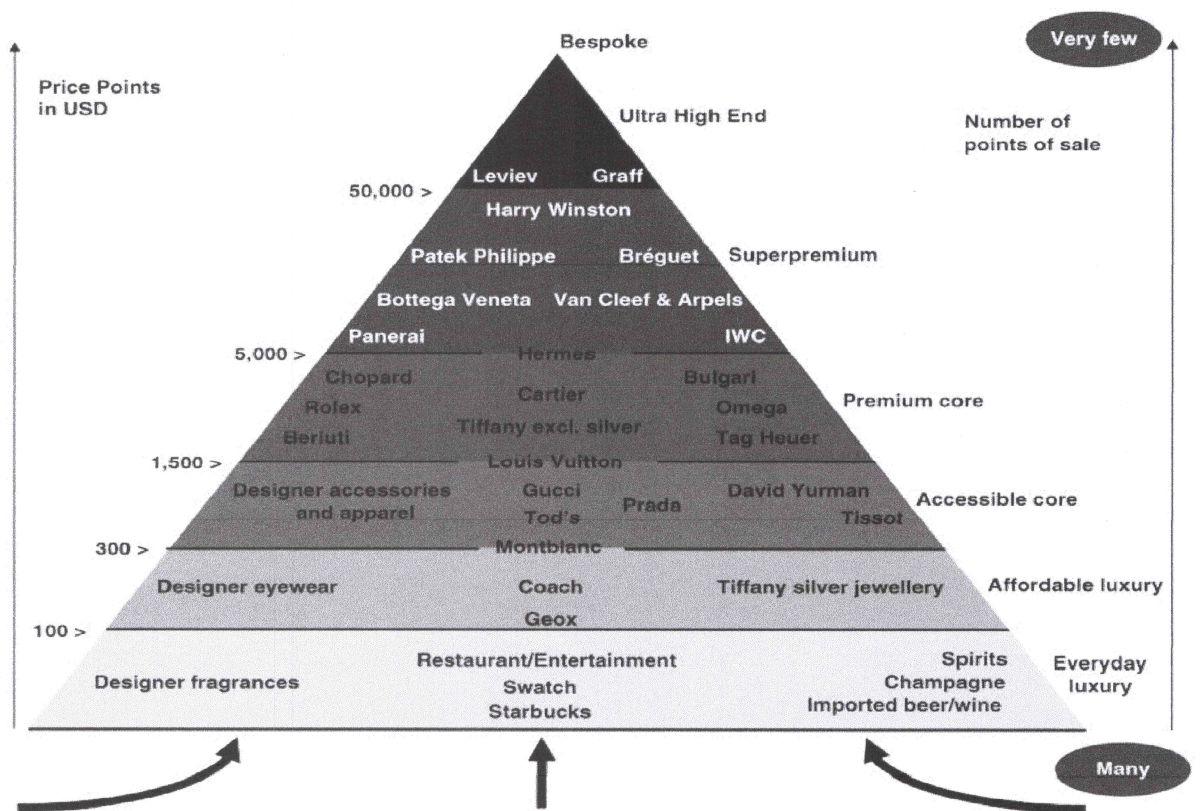 Bespoke
Very few
Price Points
in USD
Number of
points of sale
Ultra High End
Leviev Graff
50,000 >
Harry Winston
Patek Philippe Bréguet Superpremium
Bottega Veneta Van Cleef & Arpels
Panerai IWC
5,000 > Hermes
Chopard Bulgari
Cartier
Premium core
Rolex Omega
Tiffany excl. silver
Berluti Tag Heuer
1,500 > Louis Vuitton
Designer accessories
and apparel
Gucci David Yurman
Prada
Accessible core
Tod's Tissot
300 > Montblanc
Designer eyewear Coach Tiffany silver jewellery Affordable luxury
Geox
100 >
Restaurant/Entertainment Spirits
Designer fragrances Swatch Champagne
Starbucks Imported beer/wine
Everyday
luxury
Many